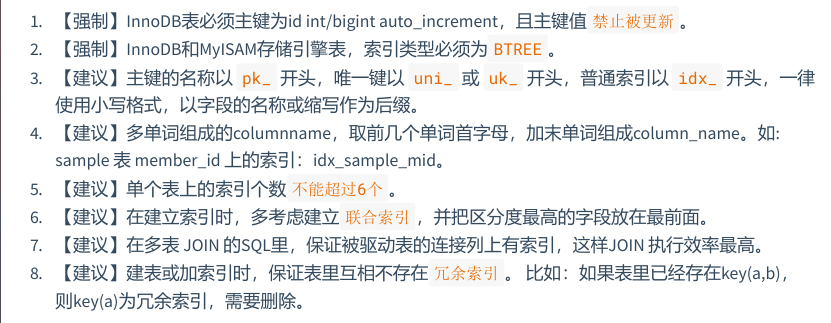 1. 【强制】InnoDB表必须主键为id int/bigint auto_increment，且主键值 禁止被更新 。
2. 【强制】InnoDB和MyISAM存储引擎表，索引类型必须为 BTREE 。
3. 【建议】主键的名称以 pk_ 开头，唯一键以 uni_ 或 uk_ 开头，普通索引以 idx_ 开头，一律
使用小写格式，以字段的名称或缩写作为后缀。
4. 【建议】多单词组成的columnname，取前几个单词首字母，加末单词组成column_name。如:
sample 表 member_id 上的索引：idx_sample_mid。
5. 【建议】单个表上的索引个数 不能超过6个 。
6. 【建议】在建立索引时，多考虑建立 联合索引 ，并把区分度最高的字段放在最前面。
7. 【建议】在多表 JOIN 的SQL里，保证被驱动表的连接列上有索引，这样JOIN 执行效率最高。
8. 【建议】建表或加索引时，保证表里互相不存在 冗余索引 。 比如：如果表里已经存在key(a,b)，
则key(a)为冗余索引，需要删除。